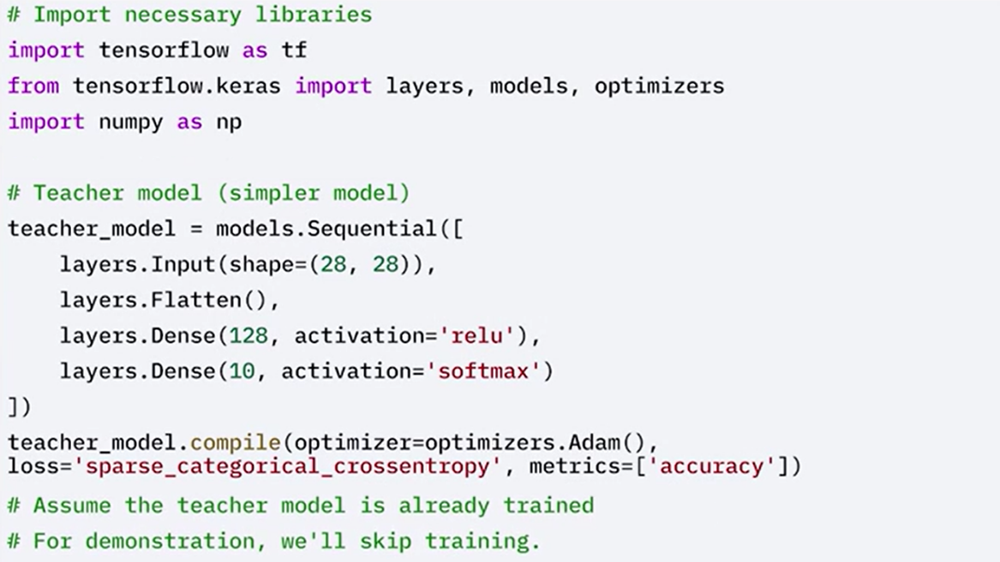 # Import necessary libraries
import tensorflow as tf
from tensorflow.keras import layers, models, optimizers
import numpy as np

# Teacher model (simpler model)
teacher_model = models.Sequential([
    layers.Input(shape=(28, 28)),
    layers.Flatten(),
    layers.Dense(128, activation='relu'),
    layers.Dense(10, activation='softmax')
])
teacher_model.compile(optimizer=optimizers.Adam(),
loss='sparse_categorical_crossentropy', metrics=['accuracy'])
# Assume the teacher model is already trained
# For demonstration, we'll skip training.